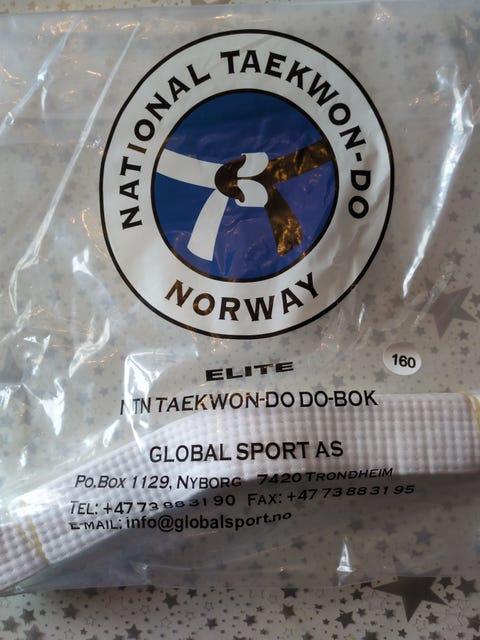 NATIONAL TAEKWON-DO
NORWAY
ELITE
160
NTN TAEKWON-DO DO-BOK
GLOBAL SPORT AS
Po.Box 1129, NYBORG 7420 TRONDHEIM
TEL: +47 73 88 31 90 FAX: +47 73 88 31 95
E-MAIL: info@globalsport.no